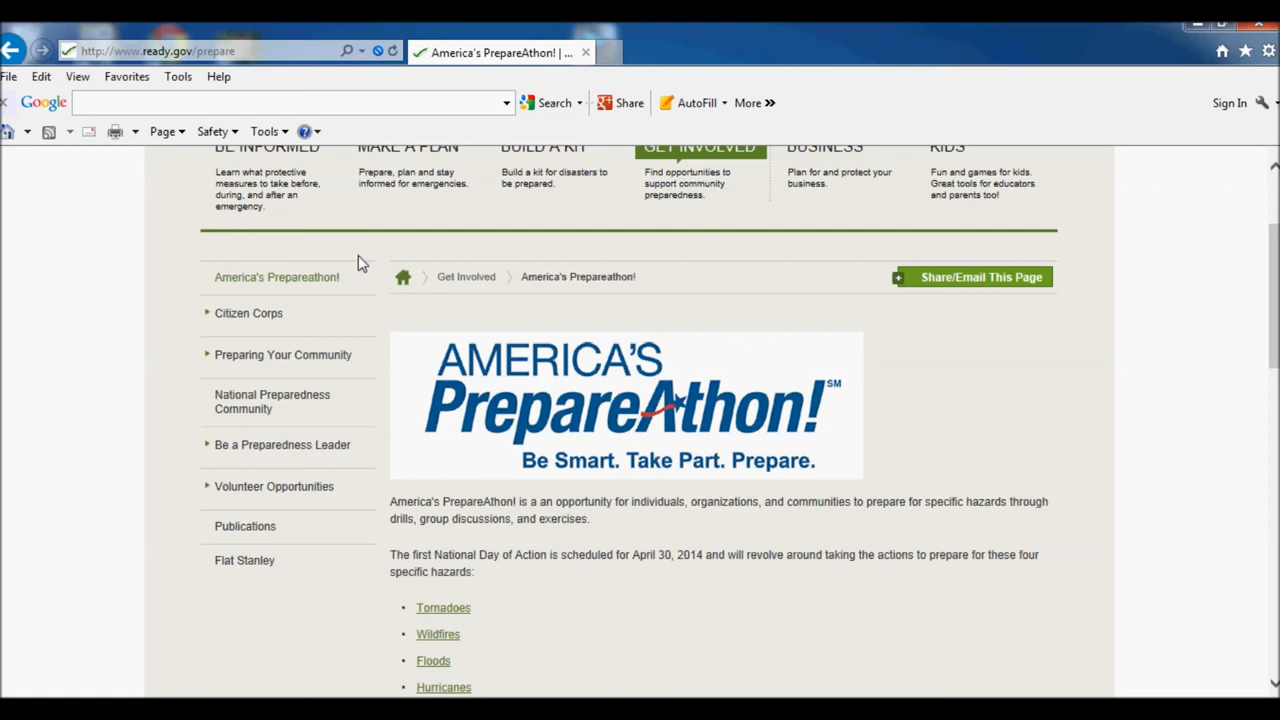 http://www.ready.gov/prepare
America's PrepareAthon! | ...
File Edit View Favorites Tools Help
Google Search Share AutoFill More » Sign In
Page Safety Tools
BE INFORMED MAKE A PLAN BUILD A KIT GET INVOLVED BUSINESS KIDS
Learn what protective Prepare, plan and stay Build a kit for disasters to Find opportunities to Plan for and protect your Fun and games for kids.
measures to take before, informed for emergencies. be prepared. support community business. Great tools for educators
during, and after an preparedness. and parents too!
emergency.
America's Prepareathon!
Citizen Corps
Preparing Your Community
National Preparedness
Community
Be a Preparedness Leader
Volunteer Opportunities
Publications
Flat Stanley
Get Involved America's Prepareathon! Share/Email This Page
AMERICA'S
PrepareAthon! SM
Be Smart. Take Part. Prepare.
America's PrepareAthon! is a an opportunity for individuals, organizations, and communities to prepare for specific hazards through
drills, group discussions, and exercises.
The first National Day of Action is scheduled for April 30, 2014 and will revolve around taking the actions to prepare for these four
specific hazards:
• Tornadoes
• Wildfires
• Floods
• Hurricanes